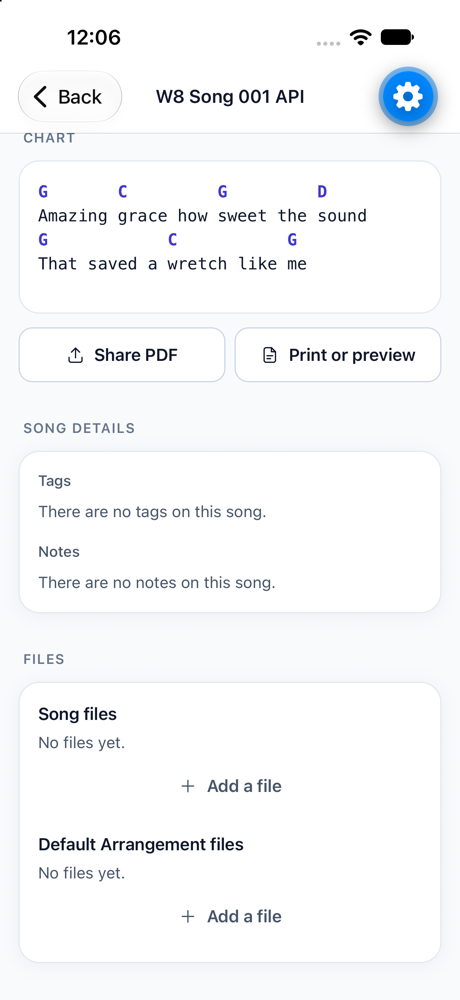 12:06
Back
W8 Song 001 API
CHART
G C G D
Amazing grace how sweet the sound
G C G
That saved a wretch like me
Share PDF
Print or preview
SONG DETAILS
Tags
There are no tags on this song.
Notes
There are no notes on this song.
FILES
Song files
No files yet.
+ Add a file
Default Arrangement files
No files yet.
+ Add a file